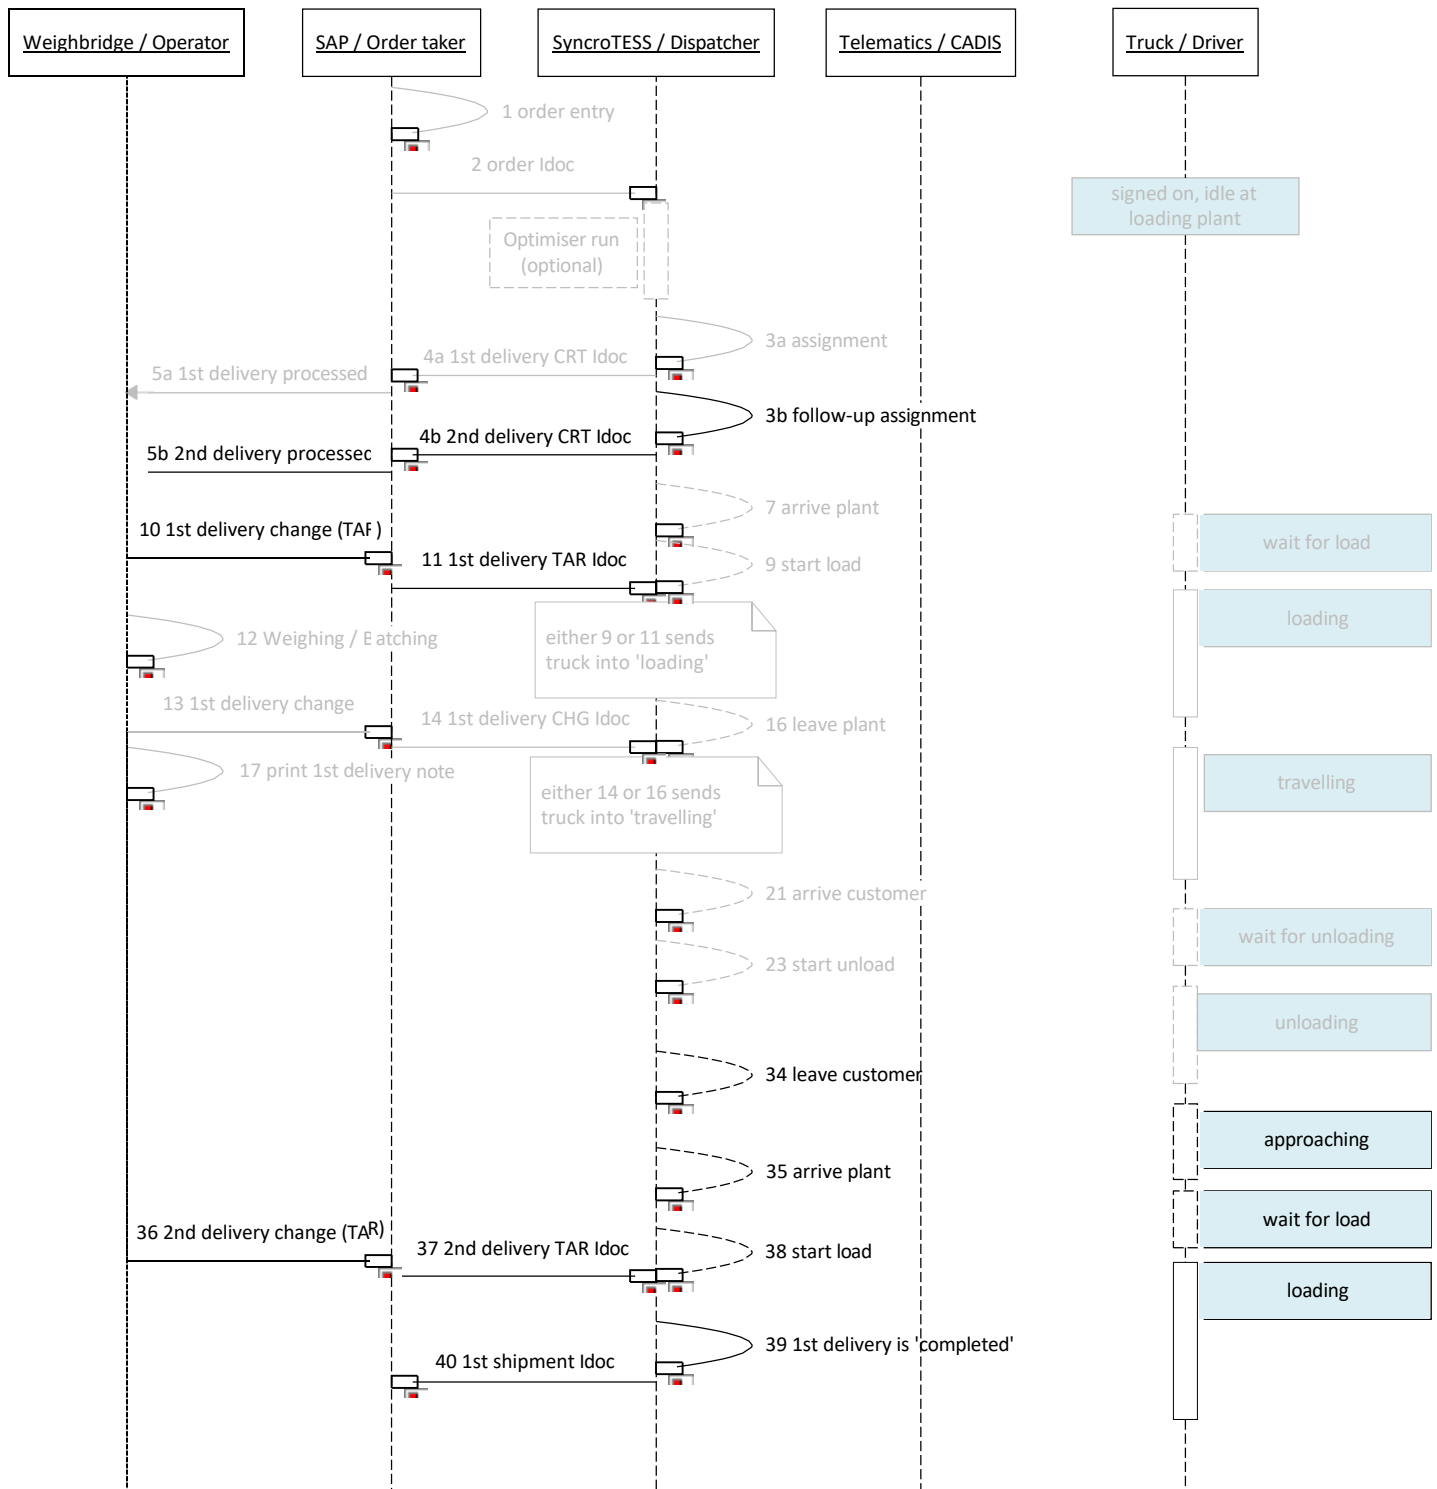 Weighbridge / Operator
SAP / Order taker
SyncroTESS / Dispatcher
Telematics / CADIS
Truck / Driver
1 order entry
2 order Idoc
signed on, idle at
loading plant
Optimiser run
(optional)
3a assignment
4a 1st delivery CRT Idoc
5a 1st delivery processed
3b follow-up assignment
4b 2nd delivery CRT Idoc
5b 2nd delivery processed
7 arrive plant
10 1st delivery change (TAR)
wait for load
11 1st delivery TAR Idoc
9 start load
loading
12 Weighing / Batching
either 9 or 11 sends
truck into 'loading'
13 1st delivery change
14 1st delivery CHG Idoc
16 leave plant
17 print 1st delivery note
travelling
either 14 or 16 sends
truck into 'travelling'
21 arrive customer
wait for unloading
23 start unload
unloading
34 leave customer
approaching
35 arrive plant
wait for load
36 2nd delivery change (TAR)
37 2nd delivery TAR Idoc
38 start load
loading
39 1st delivery is 'completed'
40 1st shipment Idoc